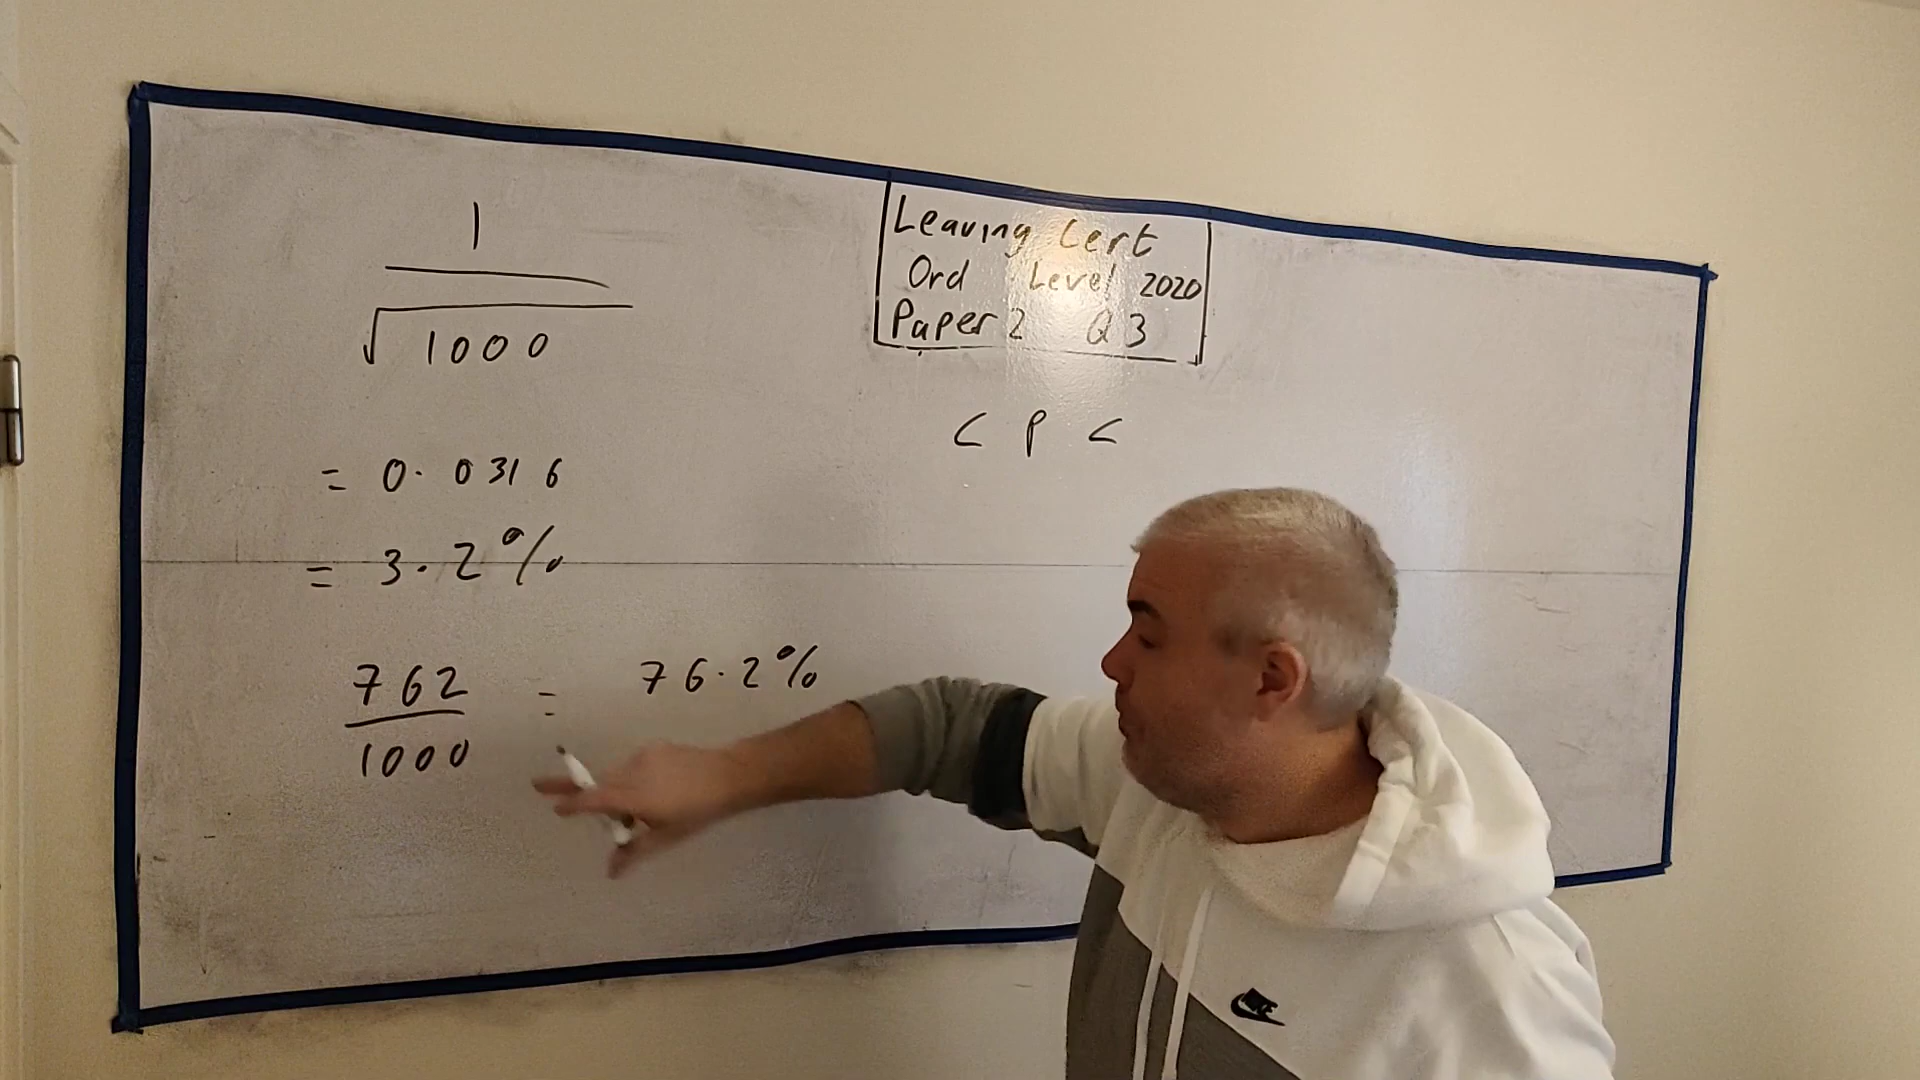 1
√1000
= 0.0316
= 3.2%
762 = 76.2%
1000
Leaving Cert
Ord Level 2020
Paper 2 Q3
< P <